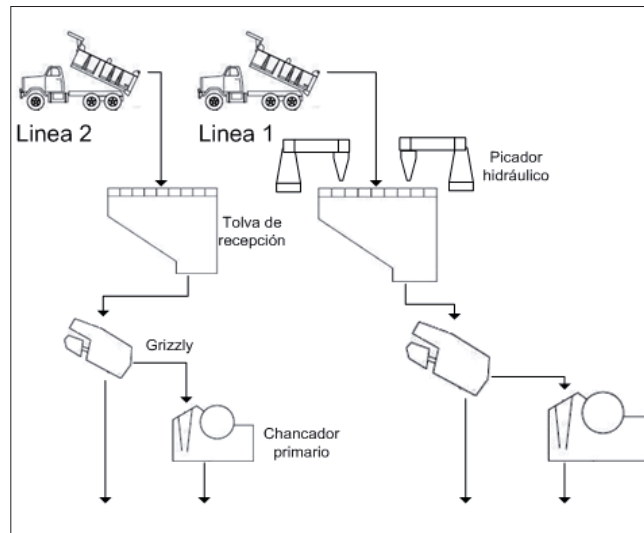 Linea 2
Linea 1
Picador
hidráulico
Tolva de
recepción
Grizzly
Chancador
primario